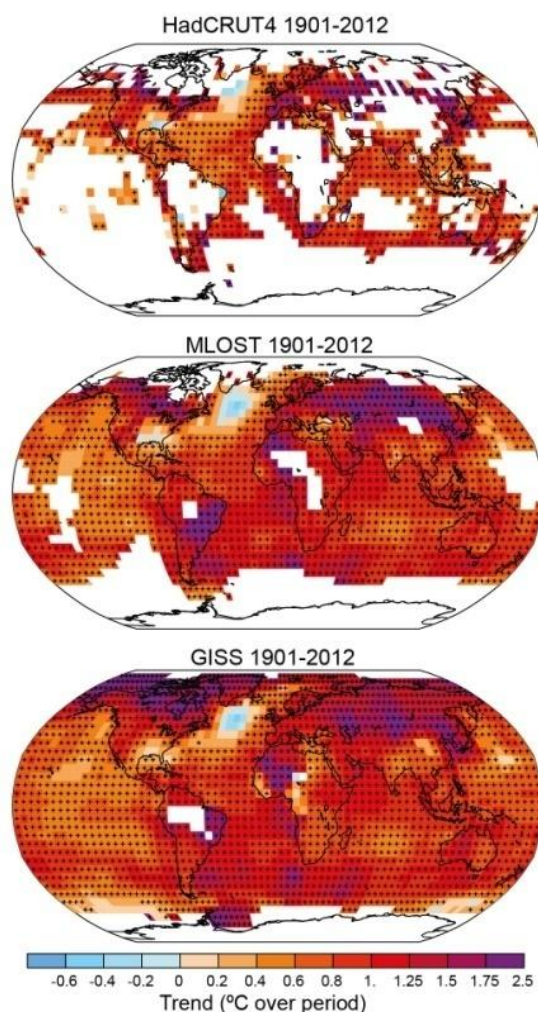 HadCRUT4 1901-2012
MLOST 1901-2012
GISS 1901-2012
-0.6 -0.4 -0.2 0 0.2 0.4 0.6 0.8 1. 1.25 1.5 1.75 2.5
Trend (ºC over period)